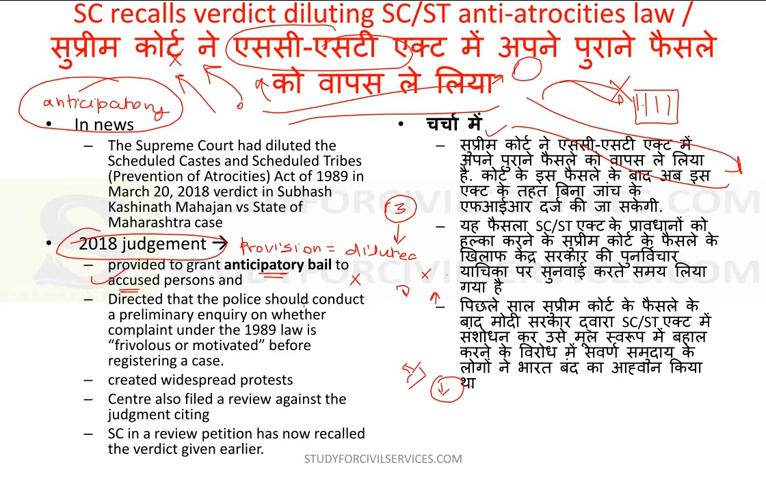 SC recalls verdict diluting SC/ST anti-atrocities law /
सुप्रीम कोर्ट ने एससी-एसटी एक्ट में अपने पुराने फैसले
को वापस ले लिया
anticipatory
• In news
– The Supreme Court had diluted the
Scheduled Castes and Scheduled Tribes
(Prevention of Atrocities) Act of 1989 in
March 20, 2018 verdict in Subhash
Kashinath Mahajan vs State of
Maharashtra case
• 2018 judgement → Provision = diluted
– provided to grant anticipatory bail to
accused persons and
– Directed that the police should conduct
a preliminary enquiry on whether
complaint under the 1989 law is
“frivolous or motivated” before
registering a case.
– created widespread protests
– Centre also filed a review against the
judgment citing
– SC in a review petition has now recalled
the verdict given earlier.
• चर्चा में
– सुप्रीम कोर्ट ने एससी-एसटी एक्ट में
अपने पुराने फैसले को वापस ले लिया
है. कोर्ट के इस फैसले के बाद अब इस
एक्ट के तहत बिना जांच के
एफआईआर दर्ज की जा सकेगी.
3
– यह फैसला SC/ST एक्ट के प्रावधानों को
हल्का करने के सुप्रीम कोर्ट के फैसले के
खिलाफ केंद्र सरकार की पुनर्विचार
याचिका पर सुनवाई करते समय लिया
गया है
– पिछले साल सुप्रीम कोर्ट के फैसले के
बाद मोदी सरकार द्वारा SC/ST एक्ट में
संशोधन कर उसे मूल स्वरूप में बहाल
करने के विरोध में सवर्ण समुदाय के
लोगों ने भारत बंद का आह्वीन किया
था
STUDYFORCIVILSERVICES.COM